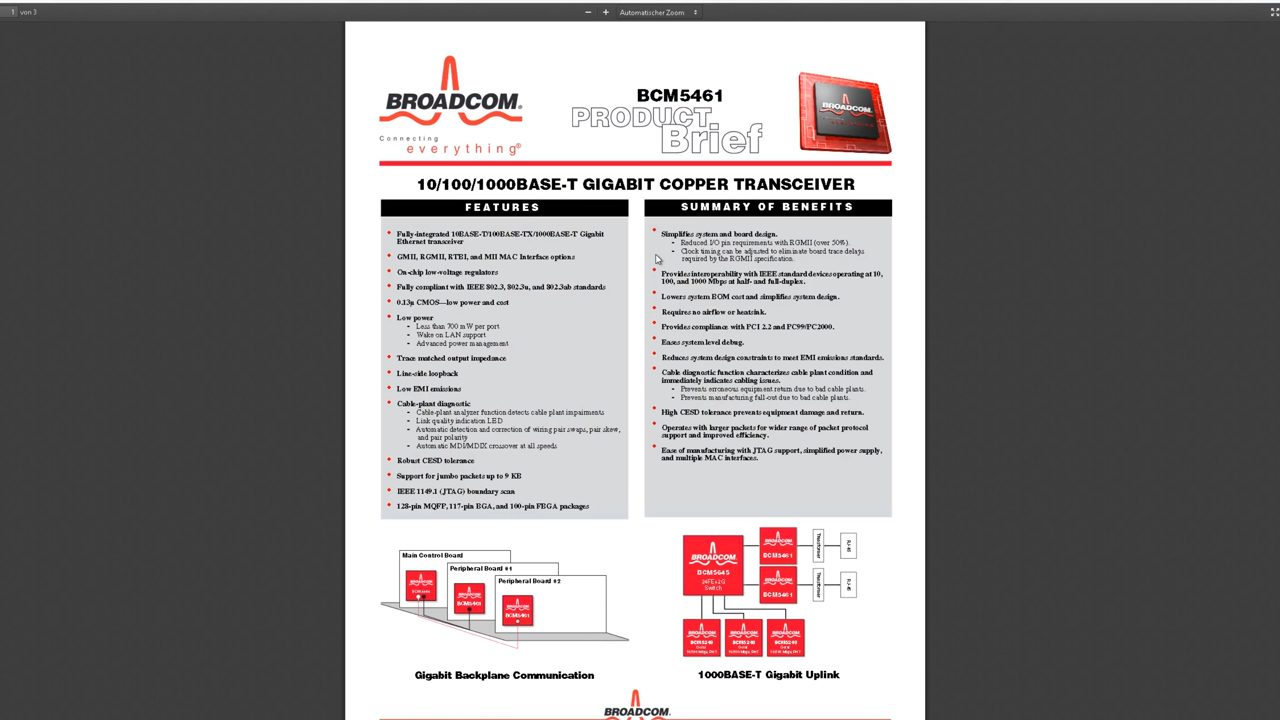 1 von 3
Automatischer Zoom
BROADCOM®
Connecting
everything®
BCM5461
PRODUCT
Brief
BROADCOM.
10/100/1000BASE-T GIGABIT COPPER TRANSCEIVER
FEATURES
• Fully-integrated 10BASE-T/100BASE-TX/1000BASE-T Gigabit
Ethernet transceiver
• GMII, RGMII, RTBI, and MII MAC Interface options
• On-chip low-voltage regulators
• Fully compliant with IEEE 802.3, 802.3u, and 802.3ab standards
• 0.13µ CMOS—low power and cost
• Low power
- Less than 700 mW per port
- Wake on LAN support
- Advanced power management
• Trace matched output impedance
• Line-side loopback
• Low EMI emissions
• Cable-plant diagnostic
- Cable-plant analyzer function detects cable plant impairments
- Link quality indication LED
- Automatic detection and correction of wiring pair swaps, pair skew,
and pair polarity
- Automatic MDI/MDIX crossover at all speeds
• Robust CESD tolerance
• Support for jumbo packets up to 9 KB
• IEEE 1149.1 (JTAG) boundary scan
• 128-pin MQFP, 117-pin BGA, and 100-pin FBGA packages
SUMMARY OF BENEFITS
• Simplifies system and board design.
- Reduced I/O pin requirements with RGMII (over 50%).
- Clock timing can be adjusted to eliminate board trace delays
required by the RGMII specification.
• Provides interoperability with IEEE standard devices operating at 10,
100, and 1000 Mbps at half- and full-duplex.
• Lowers system BOM cost and simplifies system design.
• Requires no airflow or heatsink.
• Provides compliance with PCI 2.2 and PC99/PC2000.
• Eases system level debug.
• Reduces system design constraints to meet EMI emissions standards.
• Cable diagnostic function characterizes cable plant condition and
immediately indicates cabling issues.
- Prevents erroneous equipment return due to bad cable plants.
- Prevents manufacturing fall-out due to bad cable plants.
• High CESD tolerance prevents equipment damage and return.
• Operates with larger packets for wider range of packet protocol
support and improved efficiency.
• Ease of manufacturing with JTAG support, simplified power supply,
and multiple MAC interfaces.
Main Control Board
Peripheral Board #1
Peripheral Board #2
BCM5461
BCM5461
Gigabit Backplane Communication
BROADCOM.
BCM5645
24FE+2G
Switch
BROADCOM.
BCM5461
BROADCOM.
BCM5461
Transformer
RJ-45
Transformer
RJ-45
BROADCOM.
BROADCOM.
BROADCOM.
1000BASE-T Gigabit Uplink
BROADCOM.